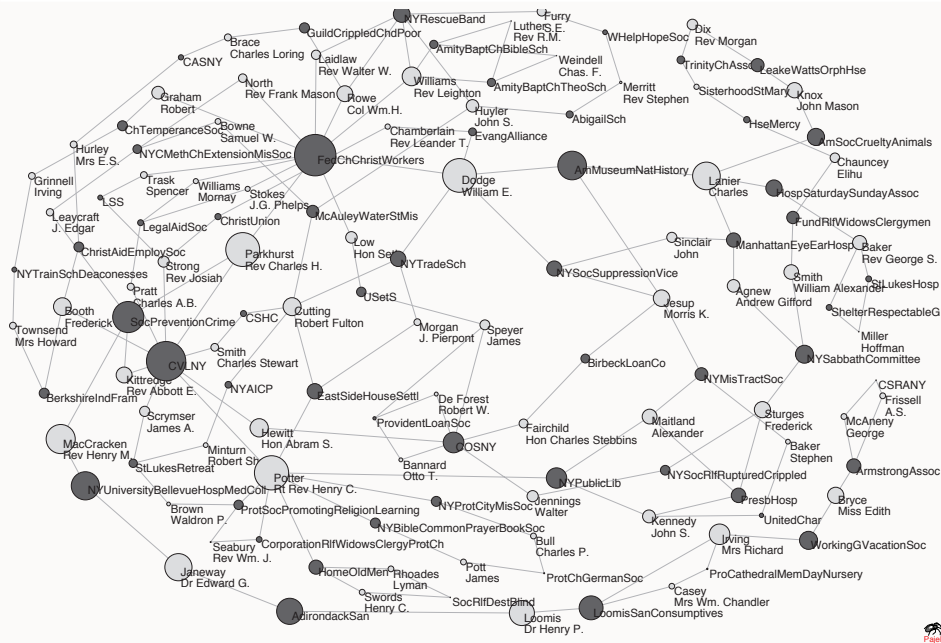 NYRescueBand
Furry
S.E.
Luther
Rev R.M.
GuildCrippledChdPoor
WHelpHopeSoc
Dix
Rev Morgan
Brace
Charles Loring
AmityBaptChBibleSch
CASNY
Laidlaw
Rev Walter W.
Weindell
Chas. F.
TrinityChAssoc
LeakeWattsOrphHse
North
Rev Frank Mason
Williams
Rev Leighton
AmityBaptChTheoSch
Merritt
Rev Stephen
SisterhoodStMary
Knox
John Mason
Graham
Robert
Rowe
Col Wm.H.
Huyler
John S.
AbigailSch
HseMercy
ChTemperanceSoc
Bowne
Samuel W.
Chamberlain
Rev Leander T.
EvangAlliance
AmSocCrueltyAnimals
Hurley
Mrs E.S.
NYCMethChExtensionMisSoc
FedChChristWorkers
Chauncey
Elihu
AmMuseumNatHistory
Grinnell
Irving
Trask
Spencer
Williams
Mornay
Stokes
J.G. Phelps
Dodge
William E.
Lanier
Charles
HospSaturdaySundayAssoc
LSS
Leaycraft
J. Edgar
LegalAidSoc
ChristUnion
McAuleyWaterStMis
FundRlfWidowsClergymen
ChristAidEmploySoc
Parkhurst
Rev Charles H.
Low
Hon Seth
Sinclair
John
ManhattanEyeEarHosp
Baker
Rev George S.
NYTrainSchDeaconesses
Strong
Rev Josiah
NYTradeSch
NYSocSuppressionVice
Smith
William Alexander
StLukesHosp
Pratt
Charles A.B.
USetS
Agnew
Andrew Gifford
Booth
Frederick
SocPreventionCrime
CSHC
Cutting
Robert Fulton
Jesup
Morris K.
ShelterRespectableG
Townsend
Mrs Howard
Morgan
J. Pierpont
Speyer
James
Miller
Hoffman
CVLNY
Smith
Charles Stewart
BirbeckLoanCo
NYSabbathCommittee
Kittredge
Rev Abbott E.
NYAICP
NYMisTractSoc
BerkshireIndFram
EastSideHouseSettl
De Forest
Robert W.
CSRANY
Frissell
A.S.
Scrymser
James A.
ProvidentLoanSoc
Fairchild
Hon Charles Stebbins
Maitland
Alexander
Sturges
Frederick
McAneny
George
MacCracken
Rev Henry M.
Hewitt
Hon Abram S.
COSNY
Baker
Stephen
Minturn
Robert Sh
StLukesRetreat
Bannard
Otto T.
ArmstrongAssoc
NYUniversityBellevueHospMedColl
Potter
Rt Rev Henry C.
NYPublicLib
NYSocRlfRupturedCrippled
Bryce
Miss Edith
Brown
Waldron P.
ProtSocPromotingReligionLearning
NYProtCityMisSoc
Jennings
Walter
PresbHosp
Kennedy
John S.
UnitedChar
NYBibleCommonPrayerBookSoc
Seabury
Rev Wm. J.
CorporationRlfWidowsClergyProtCh
Bull
Charles P.
Irving
Mrs Richard
WorkingGVacationSoc
Janeway
Dr Edward G.
HomeOldMen
Rhoades
Lyman
Pott
James
ProtChGermanSoc
ProCathedralMemDayNursery
Swords
Henry C.
SocRlfDestBlind
Casey
Mrs Wm. Chandler
AdirondackSan
Loomis
Dr Henry P.
LoomisSanConsumptives
Pajek